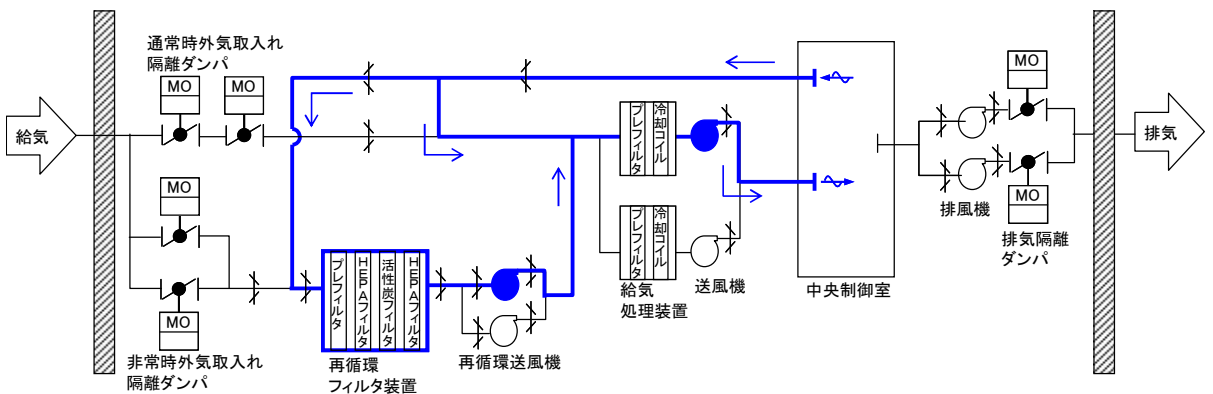 通常時外気取入れ
隔離ダンパ
MO
MO
給気
MO
MO
非常時外気取入れ
隔離ダンパ
プレフィルタ
HEPAフィルタ
活性炭フィルタ
HEPAフィルタ
再循環
フィルタ装置
再循環送風機
プレフィルタ
冷却コイル
プレフィルタ
冷却コイル
給気
処理装置
送風機
中央制御室
排風機
MO
MO
排気隔離
ダンパ
排気